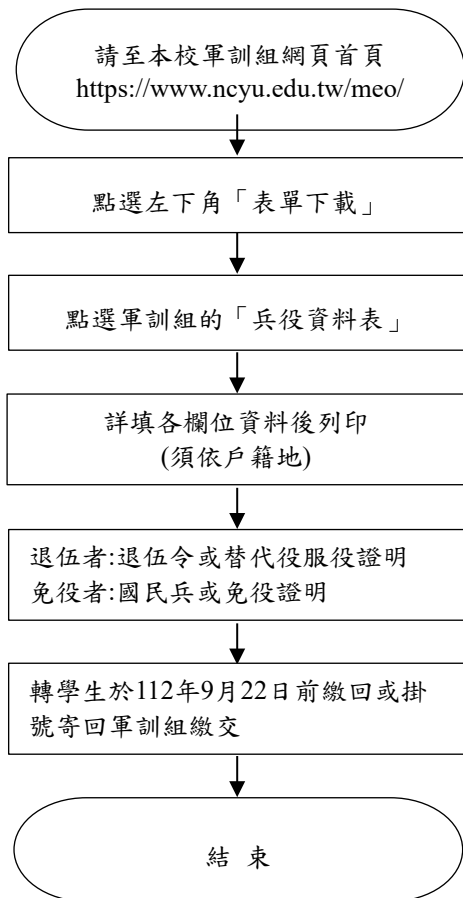 請至本校軍訓組網頁首頁
https://www.ncyu.edu.tw/meo/
點選左下角「表單下載」
點選軍訓組的「兵役資料表」
詳填各欄位資料後列印
(須依戶籍地)
退伍者:退伍令或替代役服役證明
免役者:國民兵或免役證明
轉學生於112年9月22日前繳回或掛
號寄回軍訓組繳交
結 束